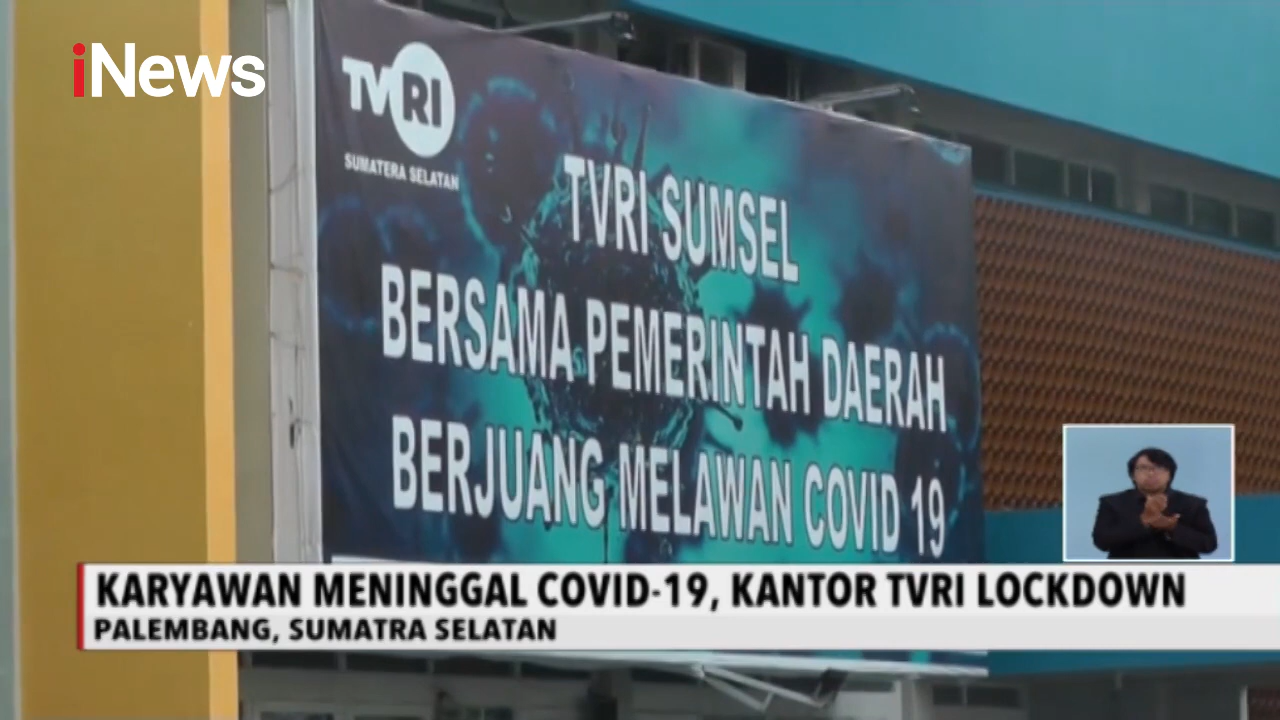 iNews
TVRI
SUMATERA SELATAN
TVRI SUMSEL
BERSAMA PEMERINTAH DAERAH
BERJUANG MELAWAN COVID 19
KARYAWAN MENINGGAL COVID-19, KANTOR TVRI LOCKDOWN
PALEMBANG, SUMATRA SELATAN